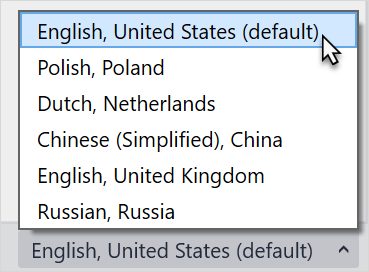 English, United States (default)
Polish, Poland
Dutch, Netherlands
Chinese (Simplified), China
English, United Kingdom
Russian, Russia
English, United States (default)